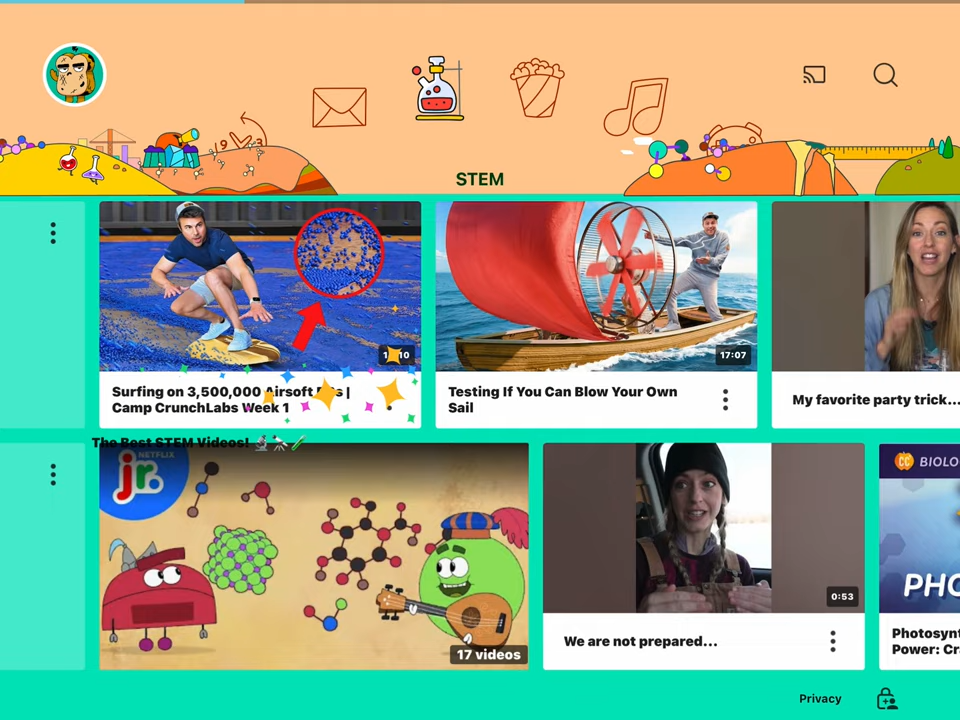 STEM
17:07
Surfing on 3,500,000 Airsoft
Camp CrunchLabs Week 1
Testing If You Can Blow Your Own
Sail
My favorite party trick...
The Best STEM Videos!
NETFLIX
jr.
17 videos
0:53
We are not prepared...
CC
BIOLO
PHO
Photosynt
Power: Cra
Privacy